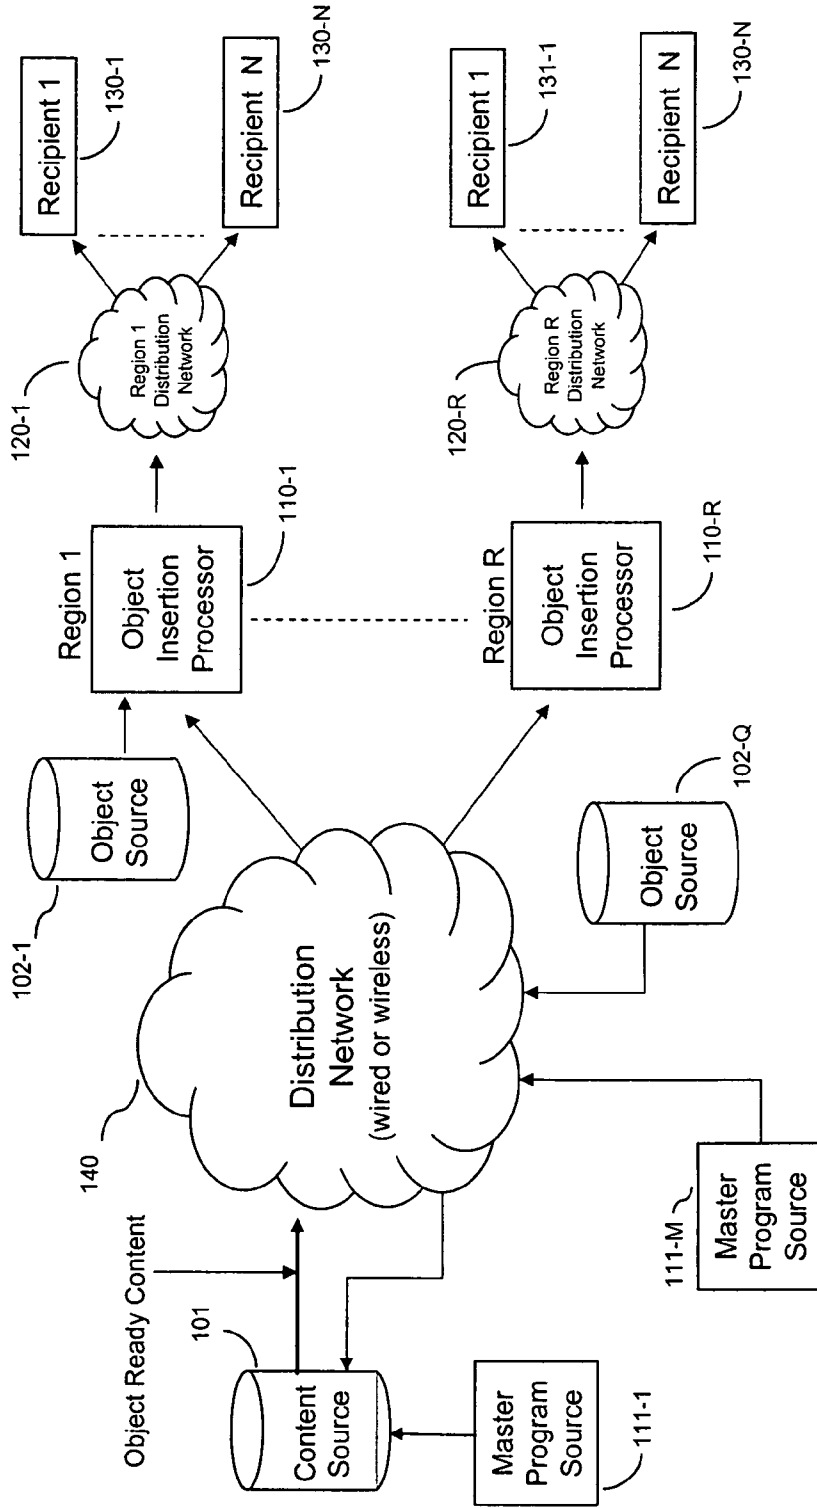 Object Ready Content
101
Content
Source
Master
Program
Source
111-1
140
Distribution
Network
(wired or wireless)
111-M
Master
Program
Source
102-1
Object
Source
Object
Source
102-Q
Region 1
Object
Insertion
Processor
110-1
Region R
Object
Insertion
Processor
110-R
120-1
Region 1
Distribution
Network
120-R
Region R
Distribution
Network
Recipient 1
130-1
Recipient N
130-N
Recipient 1
131-1
Recipient N
130-N